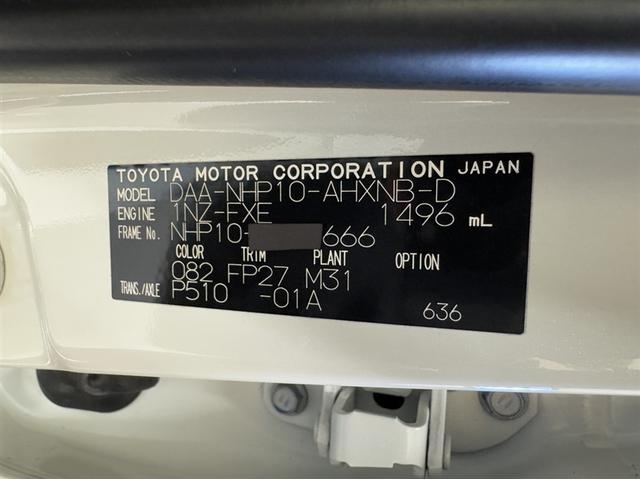 TOYOTA MOTOR CORPORATION JAPAN
MODEL DAA-NHP10-AHXNB-D
ENGINE 1NZ-FXE 1496 mL
FRAME No. NHP10- 666
COLOR TRIM PLANT OPTION
082 FP27 M31
TRANS./AXLE P510 -01A
636